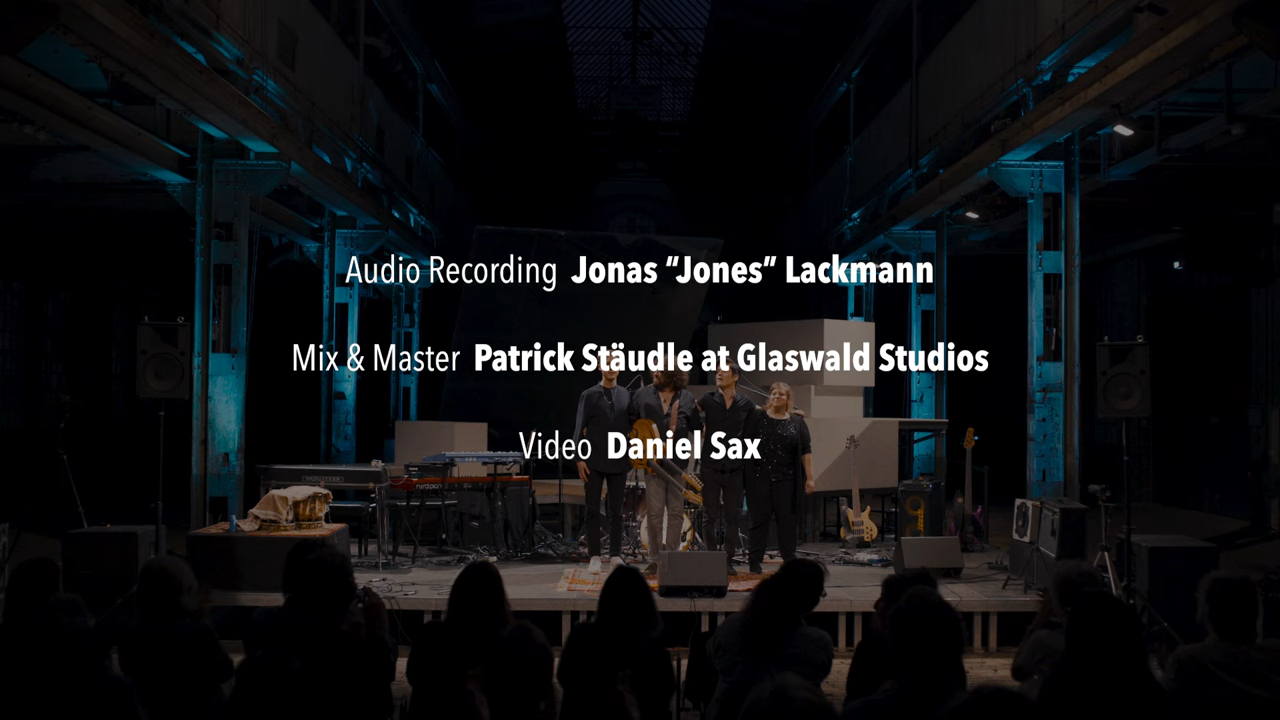 Audio Recording Jonas “Jones” Lackmann
Mix & Master Patrick Stäudle at Glaswald Studios
Video Daniel Sax